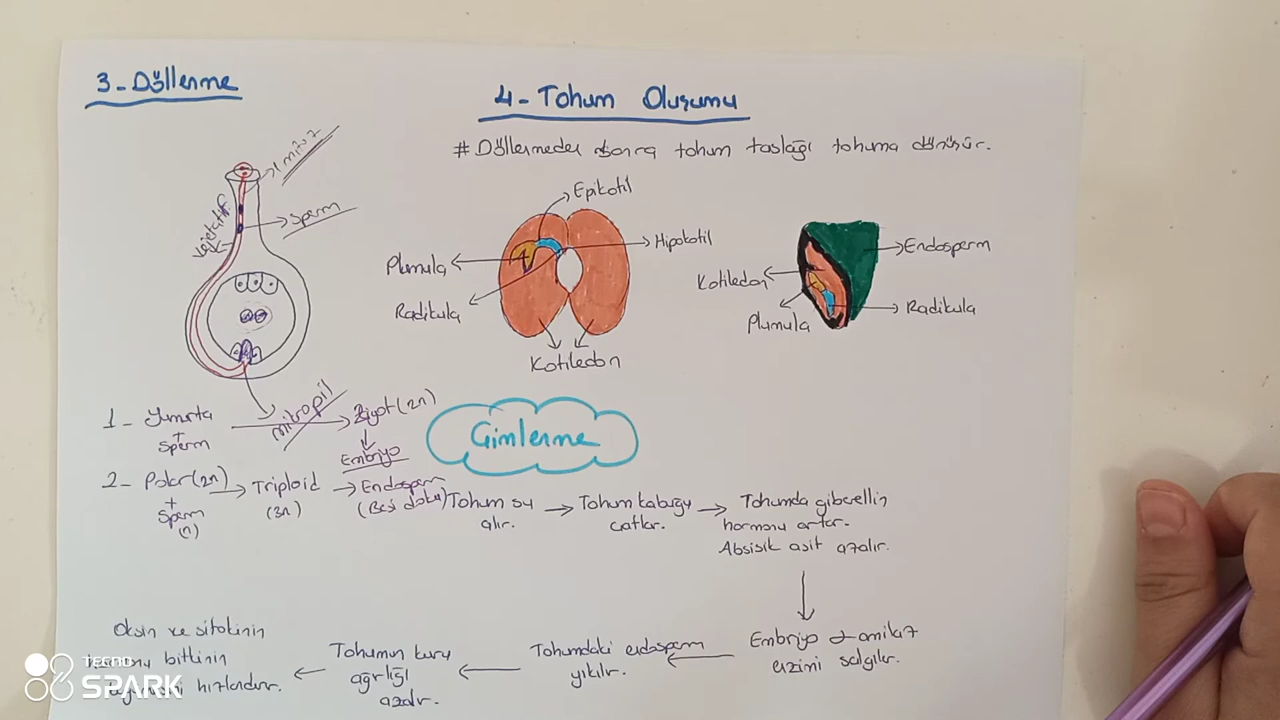 3- Döllenme
1 mitoz
Vejetatif
Sperm
1- Yumurta
+
Sperm
mitropil
Zigot (2n)
Embriyo
2- Polar (2n)
+
Sperm
(n)
Triploid
(3n)
Endosperm
(Besi doku)
4- Tohum Oluşumu
# Döllenmeden sonra tohum taslağı tohuma dönüşür.
Epikotil
Plumula
Hipokotil
Radikula
Kotiledon
Endosperm
Kotiledon
Plumula
Radikula
Çimlenme
Tohum su
alır.
Tohum kabuğu
çatlar.
Tohumda giberellin
hormonu artar.
Absisik asit azalır.
Embriyo α amilaz
enzimi salgılar.
Tohumdaki endosperm
yıkılır.
Tohumun kuru
ağırlığı
azalır.
Oksin ve sitokinin
bitkinin
hızlandırır.
TECNO
SPARK